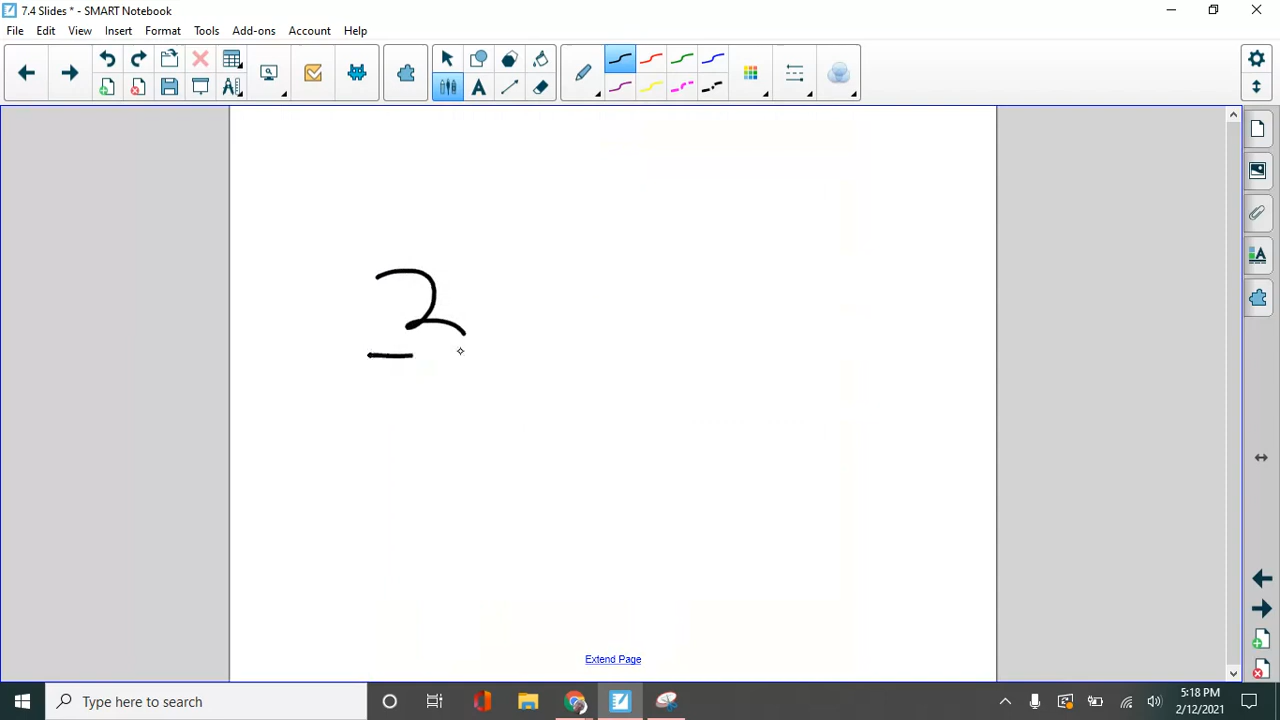 7.4 Slides * - SMART Notebook
File Edit View Insert Format Tools Add-ons Account Help
2
Extend Page
Type here to search
5:18 PM
2/12/2021